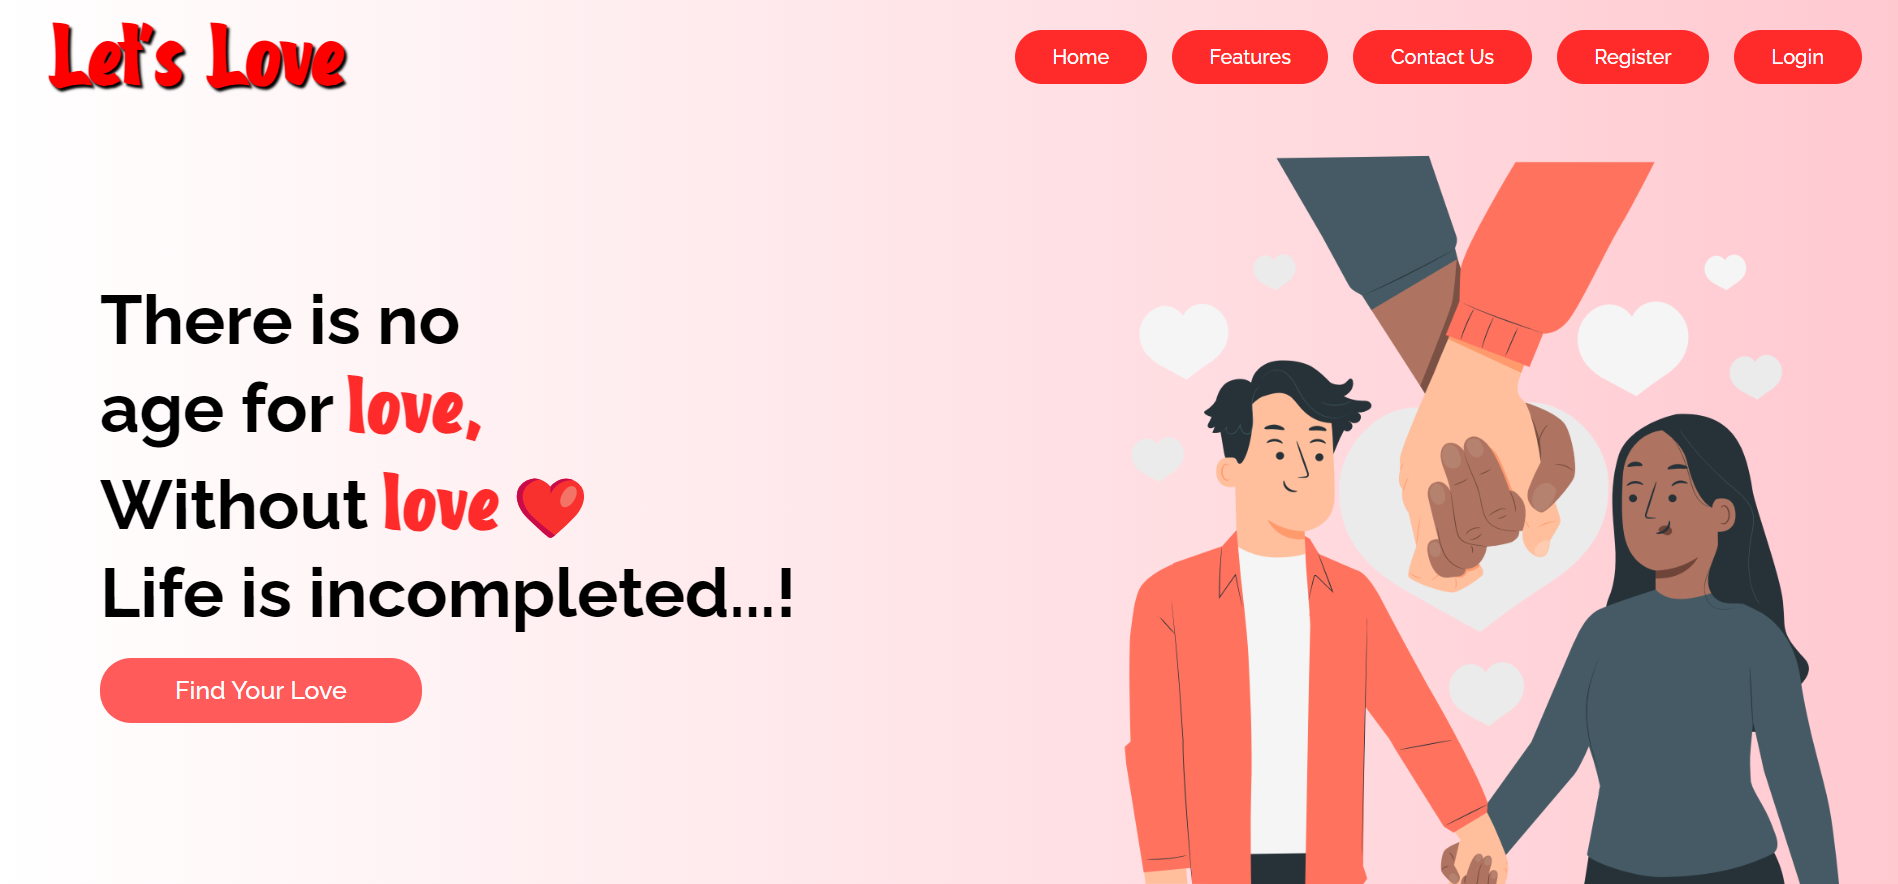 Let's Love
Home
Features
Contact Us
Register
Login
There is no
age for love,
Without love
Life is incompleted...!
Find Your Love